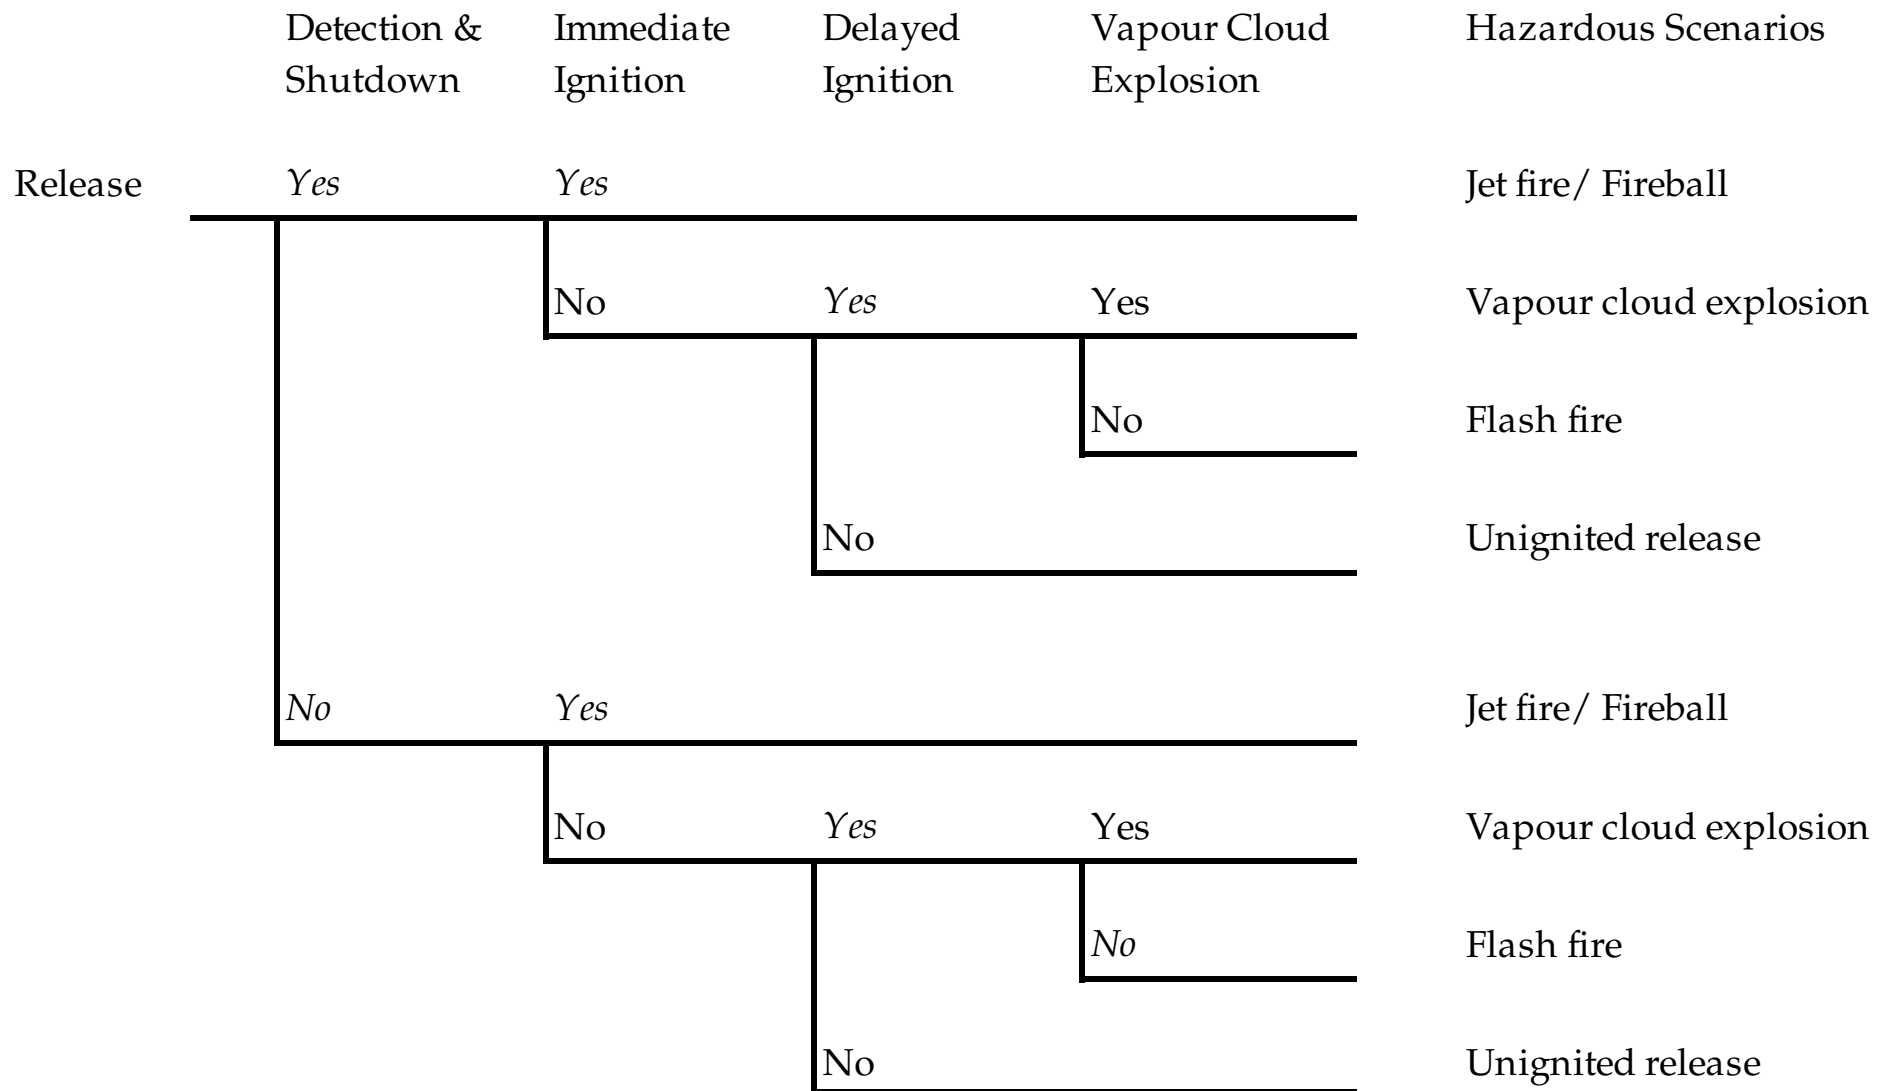 Detection & Immediate Delayed Vapour Cloud Hazardous Scenarios
Shutdown Ignition Ignition Explosion
Release Yes Yes Jet fire/ Fireball
No Yes Yes Vapour cloud explosion
No Flash fire
No Unignited release
No Yes Jet fire/ Fireball
No Yes Yes Vapour cloud explosion
No Flash fire
No Unignited release